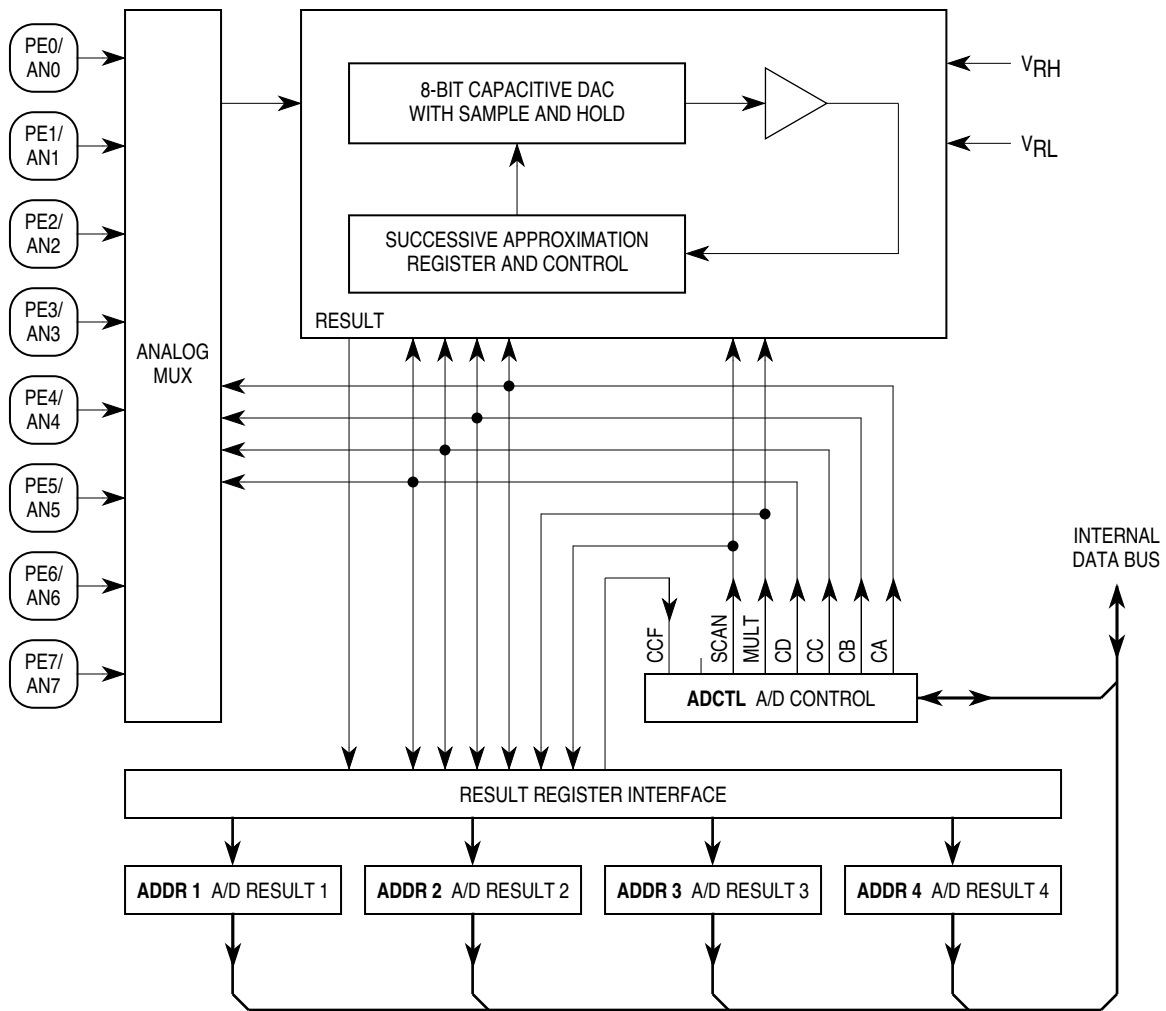 PE0/
AN0
PE1/
AN1
PE2/
AN2
PE3/
AN3
PE4/
AN4
PE5/
AN5
PE6/
AN6
PE7/
AN7
ANALOG
MUX
8-BIT CAPACITIVE DAC
WITH SAMPLE AND HOLD
SUCCESSIVE APPROXIMATION
REGISTER AND CONTROL
RESULT
VRH
VRL
INTERNAL
DATA BUS
CCF
SCAN
MULT
CD
CC
CB
CA
ADCTL A/D CONTROL
RESULT REGISTER INTERFACE
ADDR 1 A/D RESULT 1
ADDR 2 A/D RESULT 2
ADDR 3 A/D RESULT 3
ADDR 4 A/D RESULT 4